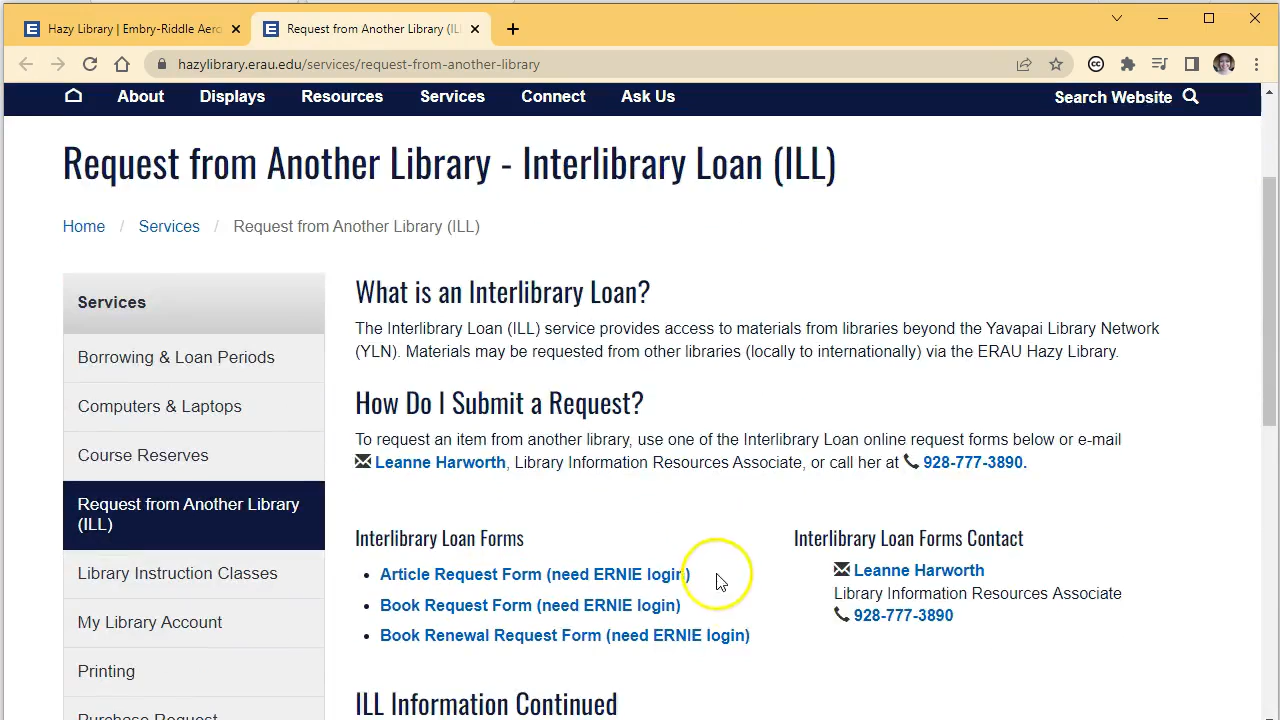 Hazy Library | Embry-Riddle Aero
Request from Another Library (IL
hazylibrary.erau.edu/services/request-from-another-library
About Displays Resources Services Connect Ask Us Search Website
Request from Another Library - Interlibrary Loan (ILL)
Home / Services / Request from Another Library (ILL)
Services
Borrowing & Loan Periods
Computers & Laptops
Course Reserves
Request from Another Library
(ILL)
Library Instruction Classes
My Library Account
Printing
Purchase Request
What is an Interlibrary Loan?
The Interlibrary Loan (ILL) service provides access to materials from libraries beyond the Yavapai Library Network
(YLN). Materials may be requested from other libraries (locally to internationally) via the ERAU Hazy Library.
How Do I Submit a Request?
To request an item from another library, use one of the Interlibrary Loan online request forms below or e-mail
Leanne Harworth, Library Information Resources Associate, or call her at 928-777-3890.
Interlibrary Loan Forms
• Article Request Form (need ERNIE login)
• Book Request Form (need ERNIE login)
• Book Renewal Request Form (need ERNIE login)
Interlibrary Loan Forms Contact
Leanne Harworth
Library Information Resources Associate
928-777-3890
ILL Information Continued